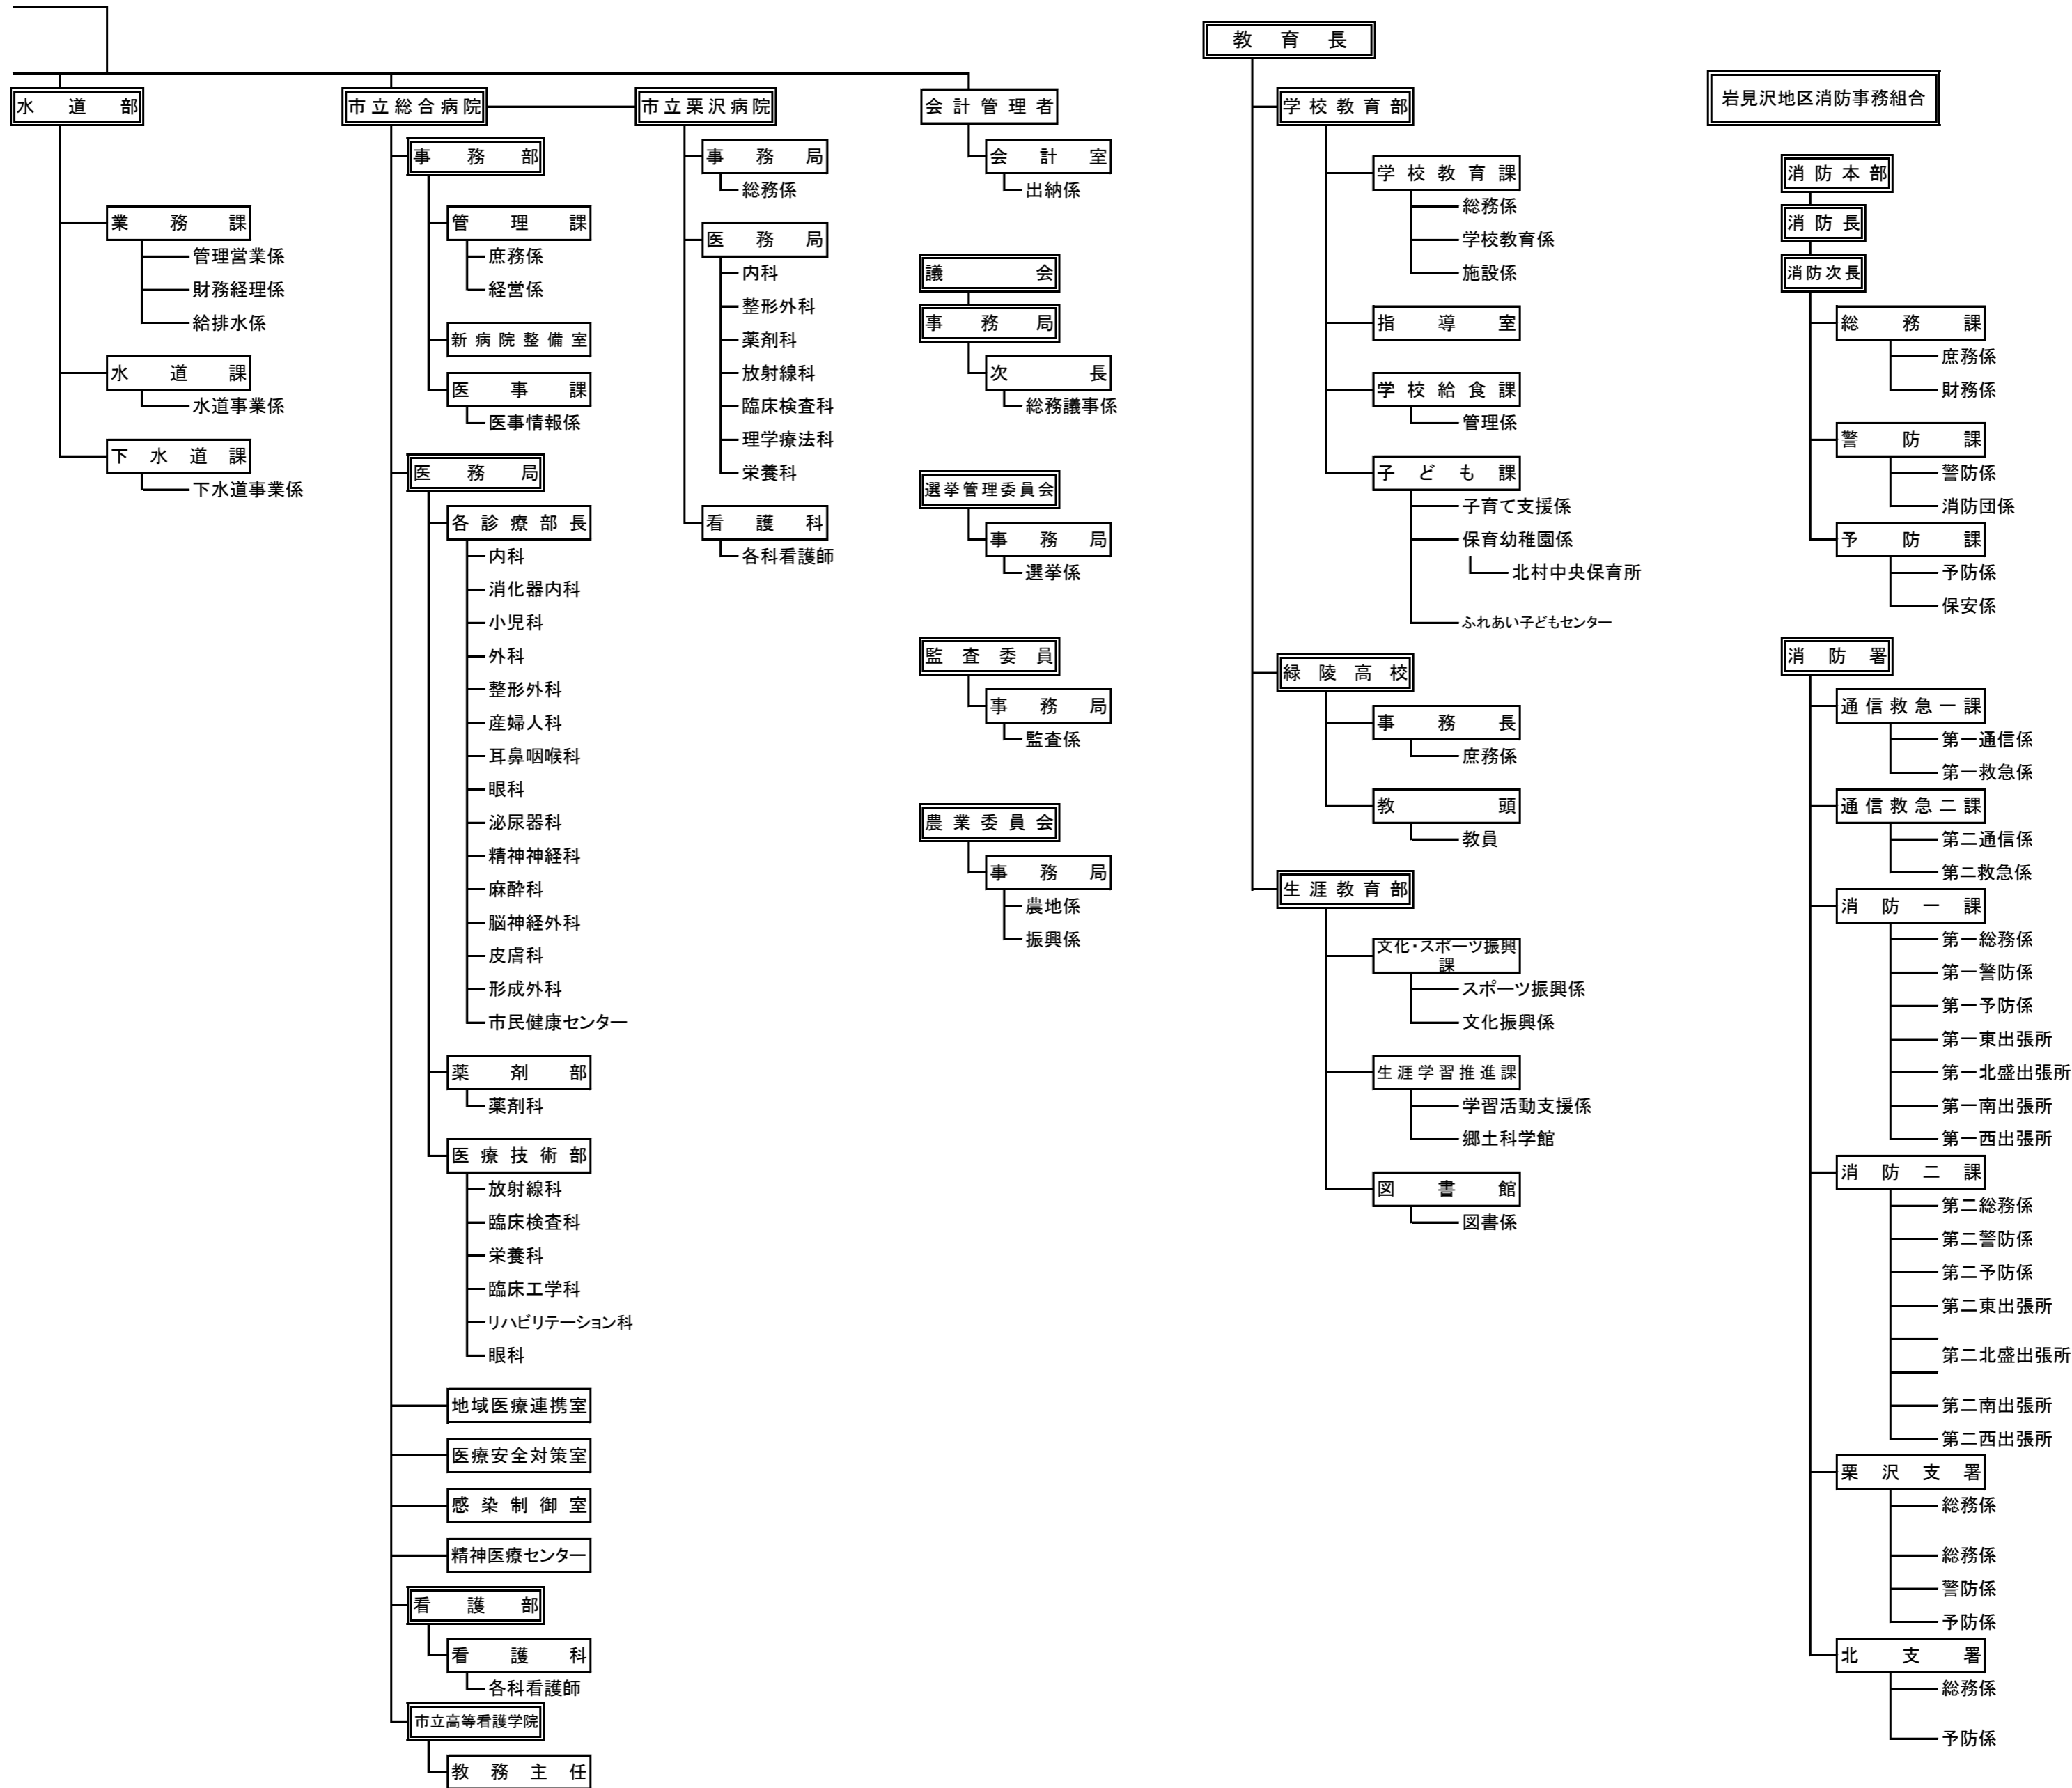 水道部
業務課
管理営業係
財務経理係
給排水係
水道課
水道事業係
下水道課
下水道事業係
市立総合病院
事務部
管理課
庶務係
経営係
新病院整備室
医事課
医事情報係
医務局
各診療部長
内科
消化器内科
小児科
外科
整形外科
産婦人科
耳鼻咽喉科
眼科
泌尿器科
精神神経科
麻酔科
脳神経外科
皮膚科
形成外科
市民健康センター
薬剤部
薬剤科
医療技術部
放射線科
臨床検査科
栄養科
臨床工学科
リハビリテーション科
眼科
地域医療連携室
医療安全対策室
感染制御室
精神医療センター
看護部
看護科
各科看護師
市立高等看護学院
教務主任
市立栗沢病院
事務局
総務係
医務局
内科
整形外科
薬剤科
放射線科
臨床検査科
理学療法科
栄養科
看護科
各科看護師
会計管理者
会計室
出納係
議会
事務局
次長
総務議事係
選挙管理委員会
事務局
選挙係
監査委員
事務局
監査係
農業委員会
事務局
農地係
振興係
教育長
学校教育部
学校教育課
総務係
学校教育係
施設係
指導室
学校給食課
管理係
子ども課
子育て支援係
保育幼稚園係
北村中央保育所
ふれあい子どもセンター
緑陵高校
事務長
庶務係
教頭
教員
生涯教育部
文化・スポーツ振興
課
スポーツ振興係
文化振興係
生涯学習推進課
学習活動支援係
郷土科学館
図書館
図書係
岩見沢地区消防事務組合
消防本部
消防長
消防次長
総務課
庶務係
財務係
警防課
警防係
消防団係
予防課
予防係
保安係
消防署
通信救急一課
第一通信係
第一救急係
通信救急二課
第二通信係
第二救急係
消防一課
第一総務係
第一警防係
第一予防係
第一東出張所
第一北盛出張所
第一南出張所
第一西出張所
消防二課
第二総務係
第二警防係
第二予防係
第二東出張所
第二北盛出張所
第二南出張所
第二西出張所
栗沢支署
総務係
総務係
警防係
予防係
北支署
総務係
予防係